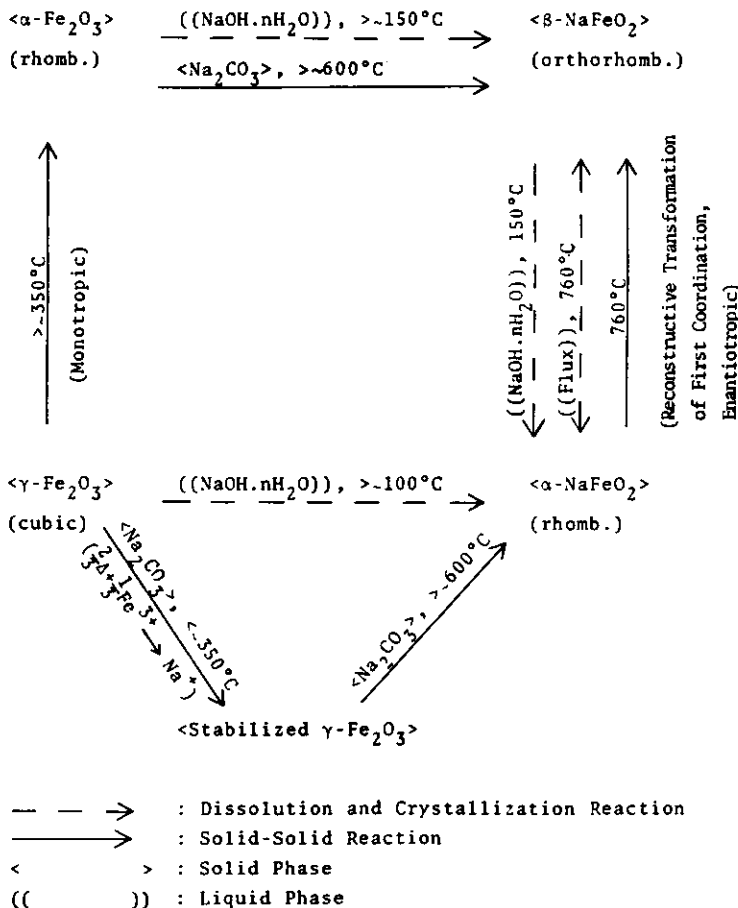 <α-Fe₂O₃> ((NaOH.nH₂O)), >~150°C <β-NaFeO₂>
(rhomb.) <Na₂CO₃>, >~600°C (orthorhomb.)
>~350°C
(Monotropic)
((NaOH.nH₂O)), 150°C
((Flux)), 760°C
760°C
(Reconstructive Transformation
of First Coordination,
Enantiotropic)
<γ-Fe₂O₃> ((NaOH.nH₂O)), >~100°C <α-NaFeO₂>
(cubic) (rhomb.)
<Na₂CO₃>, <~350°C
(2/3Δ+1/3Fe³⁺ → Na⁺)
<Na₂CO₃>, >~600°C
<Stabilized γ-Fe₂O₃>
: Dissolution and Crystallization Reaction
: Solid-Solid Reaction
< > : Solid Phase
(( )) : Liquid Phase